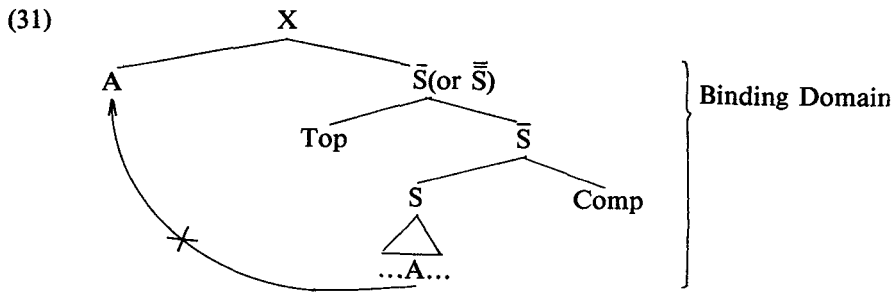 (31)
X
A S̄(or S̿)
Binding Domain
Top S̄
S Comp
...A...